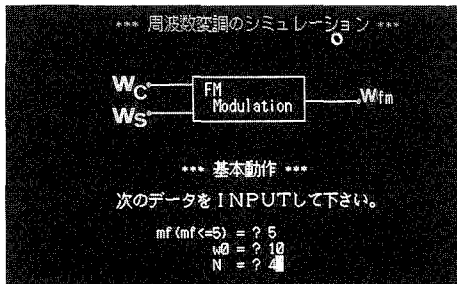 *** 周波数変調のシミュレーション ***
WC
FM
Modulation
Wfm
WS
*** 基本動作 ***
次のデータをINPUTして下さい。
mf(mf<=5) = ? 5
w0 = ? 10
N = ? 4